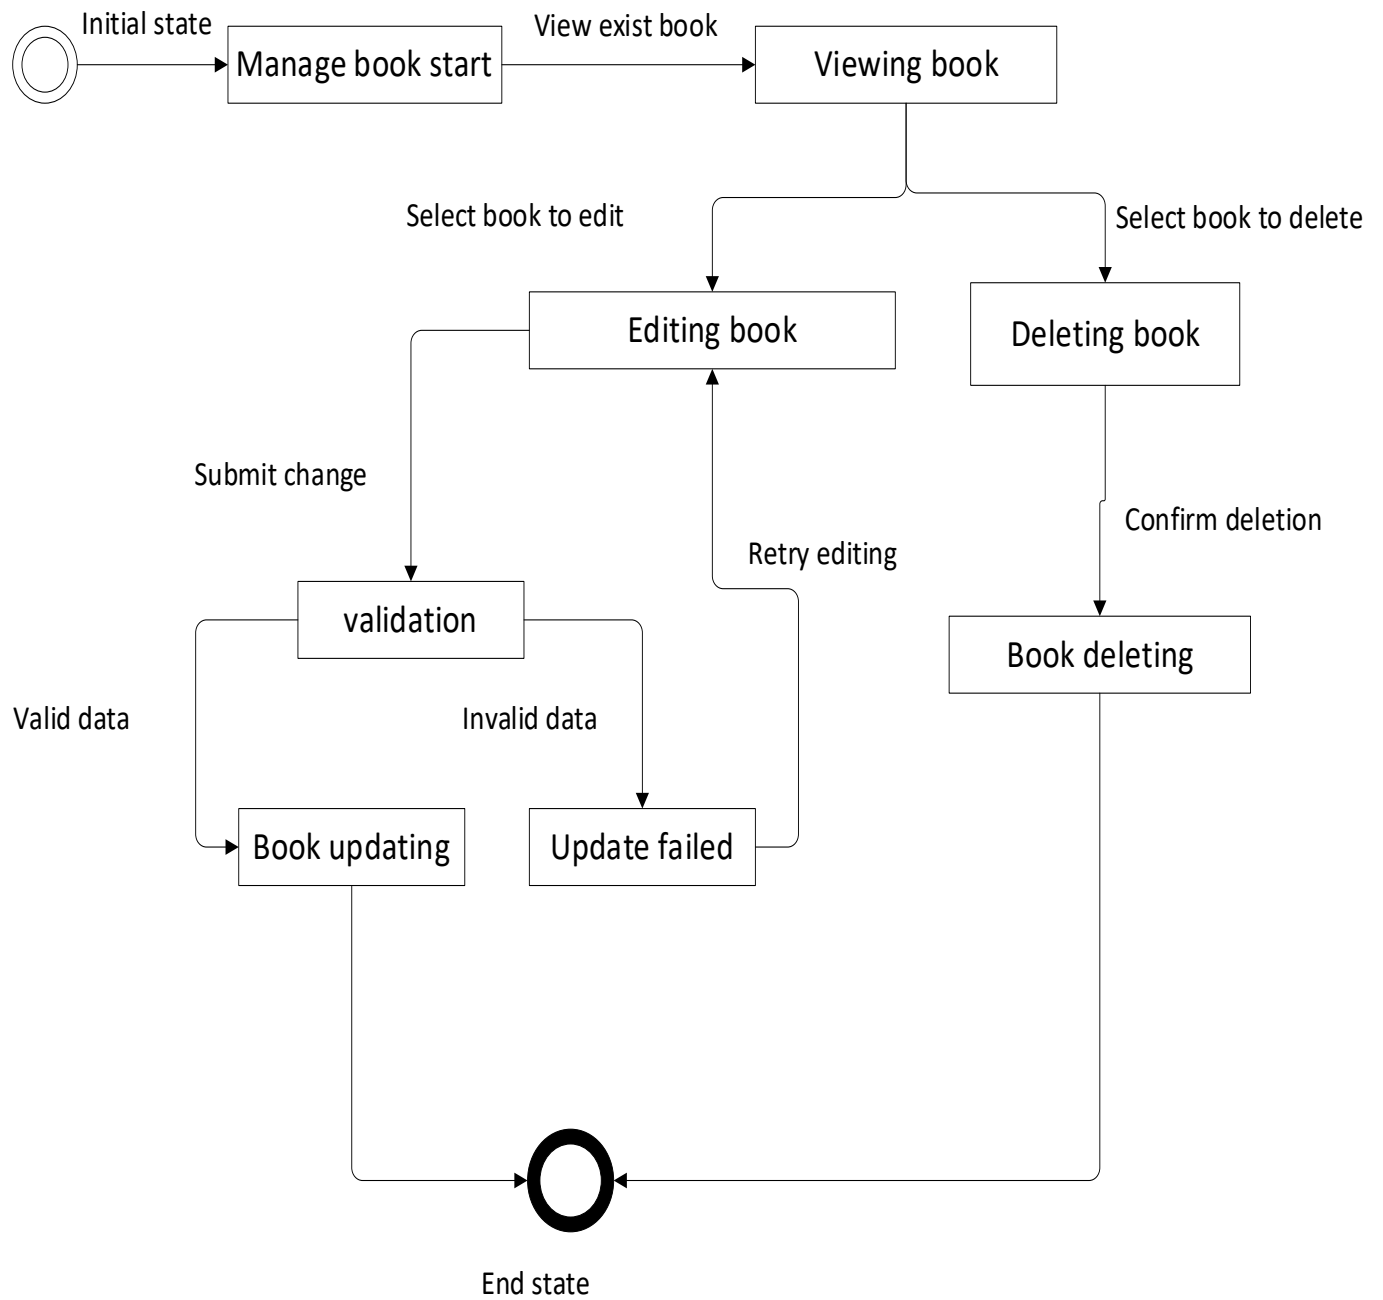 Initial state
View exist book
Manage book start
Viewing book
Select book to edit
Select book to delete
Editing book
Deleting book
Submit change
Confirm deletion
Retry editing
validation
Book deleting
Valid data
Invalid data
Book updating
Update failed
End state